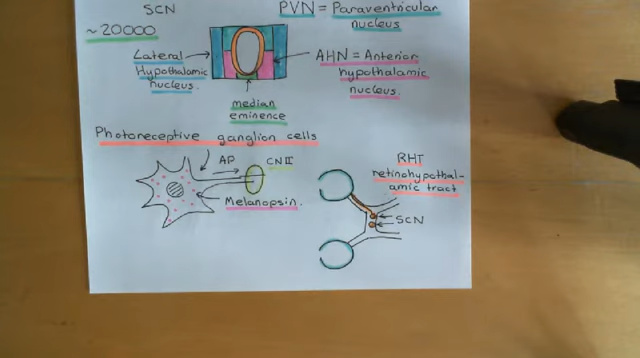 SCN
PVN = Paraventricular
nucleus
~20000
Lateral
Hypothalamic
nucleus.
AHN = Anterior
hypothalamic
nucleus.
median
eminence
Photoreceptive ganglion cells
AP
CN II
Melanopsin.
RHT
retinohypothal-
amic tract
SCN